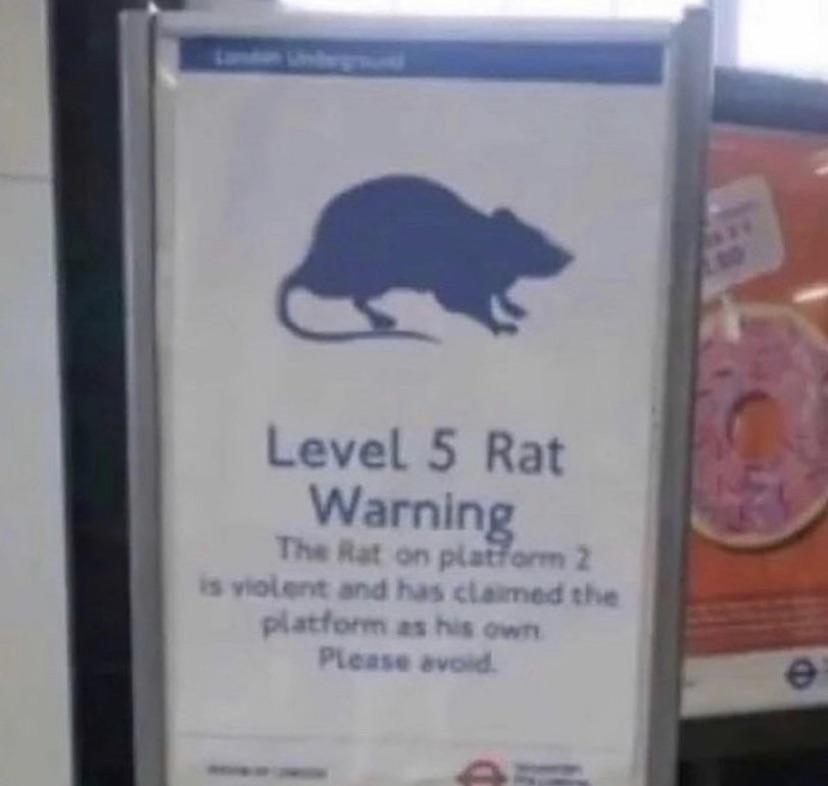 London Underground
Level 5 Rat
Warning
The Rat on platform 2
is violent and has claimed the
platform as his own.
Please avoid.